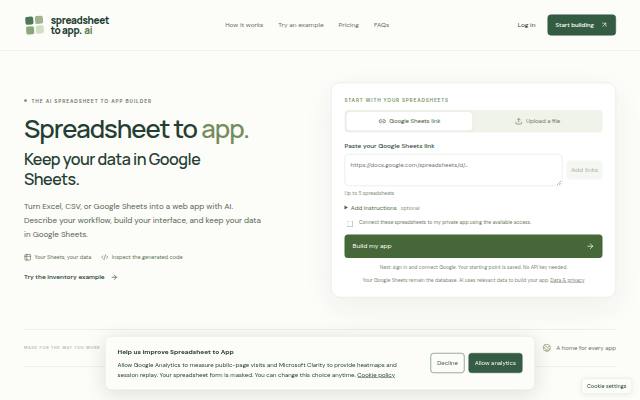 spreadsheet
to app. ai
How it works
Try an example
Pricing
FAQs
Log in
Start building
THE AI SPREADSHEET TO APP BUILDER
Spreadsheet to app.
Keep your data in Google
Sheets.
Turn Excel, CSV, or Google Sheets into a web app with AI.
Describe your workflow, build your interface, and keep your data
in Google Sheets.
Your Sheets, your data
Inspect the generated code
Try the inventory example
START WITH YOUR SPREADSHEETS
Google Sheets link
Upload a file
Paste your Google Sheets link
https://docs.google.com/spreadsheets/d/...
Add links
Up to 5 spreadsheets
Add instructions optional
Connect these spreadsheets to my private app using the available access.
Build my app
Next: sign in and connect Google. Your starting point is saved. No API key needed.
Your Google Sheets remain the database. AI uses relevant data to build your app. Data & privacy
MADE FOR THE WAY YOU WORK
A home for every app
Help us improve Spreadsheet to App
Allow Google Analytics to measure public-page visits and Microsoft Clarity to provide heatmaps and
session replay. Your spreadsheet form is masked. You can change this choice anytime. Cookie policy
Decline
Allow analytics
Cookie settings